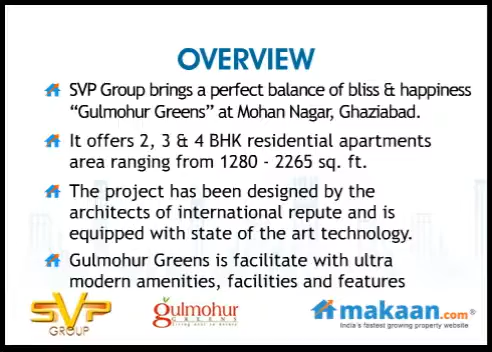 OVERVIEW
SVP Group brings a perfect balance of bliss & happiness
“Gulmohur Greens” at Mohan Nagar, Ghaziabad.
It offers 2, 3 & 4 BHK residential apartments
area ranging from 1280 - 2265 sq. ft.
The project has been designed by the
architects of international repute and is
equipped with state of the art technology.
Gulmohur Greens is facilitate with ultra
modern amenities, facilities and features
SVP
GROUP
Gulmohur
GREENS
makaan.com®
India's fastest growing property website